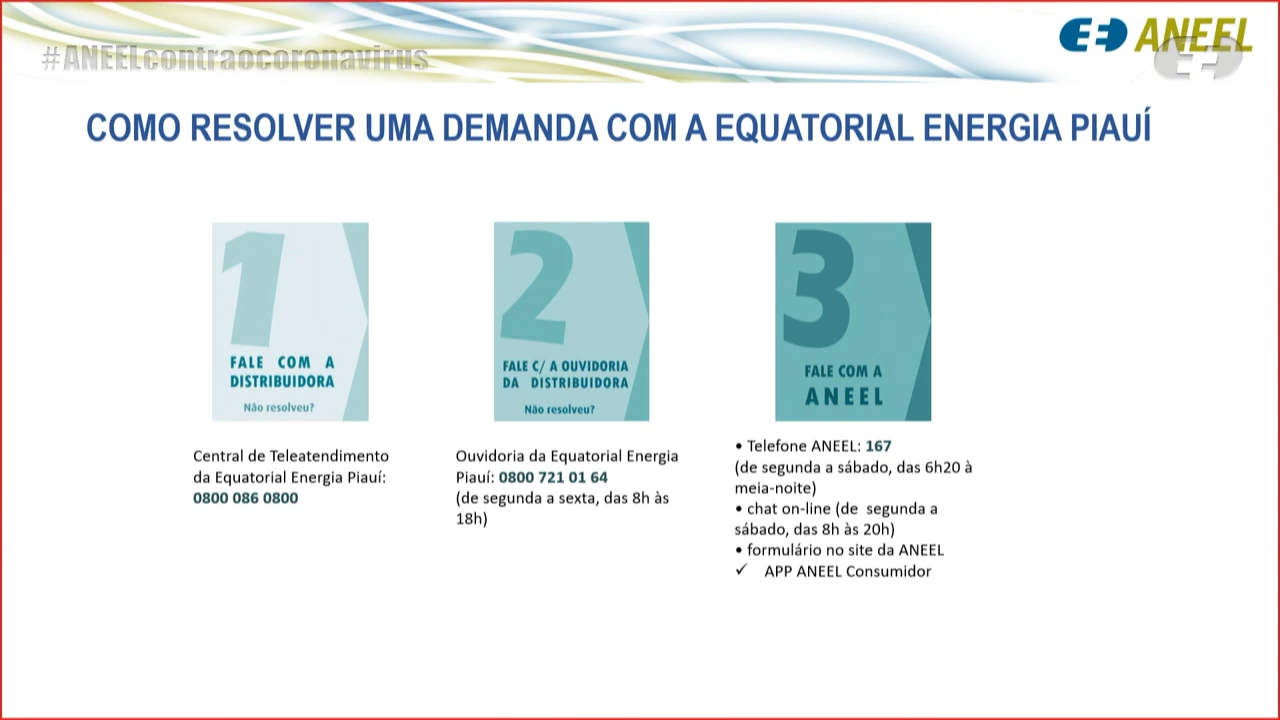 #ANEELcontraocoronavirus
ANEEL
COMO RESOLVER UMA DEMANDA COM A EQUATORIAL ENERGIA PIAUÍ
1
FALE COM A
DISTRIBUIDORA
Não resolveu?
Central de Teleatendimento
da Equatorial Energia Piauí:
0800 086 0800
2
FALE C/ A OUVIDORIA
DA DISTRIBUIDORA
Não resolveu?
Ouvidoria da Equatorial Energia
Piauí: 0800 721 01 64
(de segunda a sexta, das 8h às
18h)
3
FALE COM A
ANEEL
• Telefone ANEEL: 167
(de segunda a sábado, das 6h20 à
meia-noite)
• chat on-line (de segunda a
sábado, das 8h às 20h)
• formulário no site da ANEEL
✓ APP ANEEL Consumidor